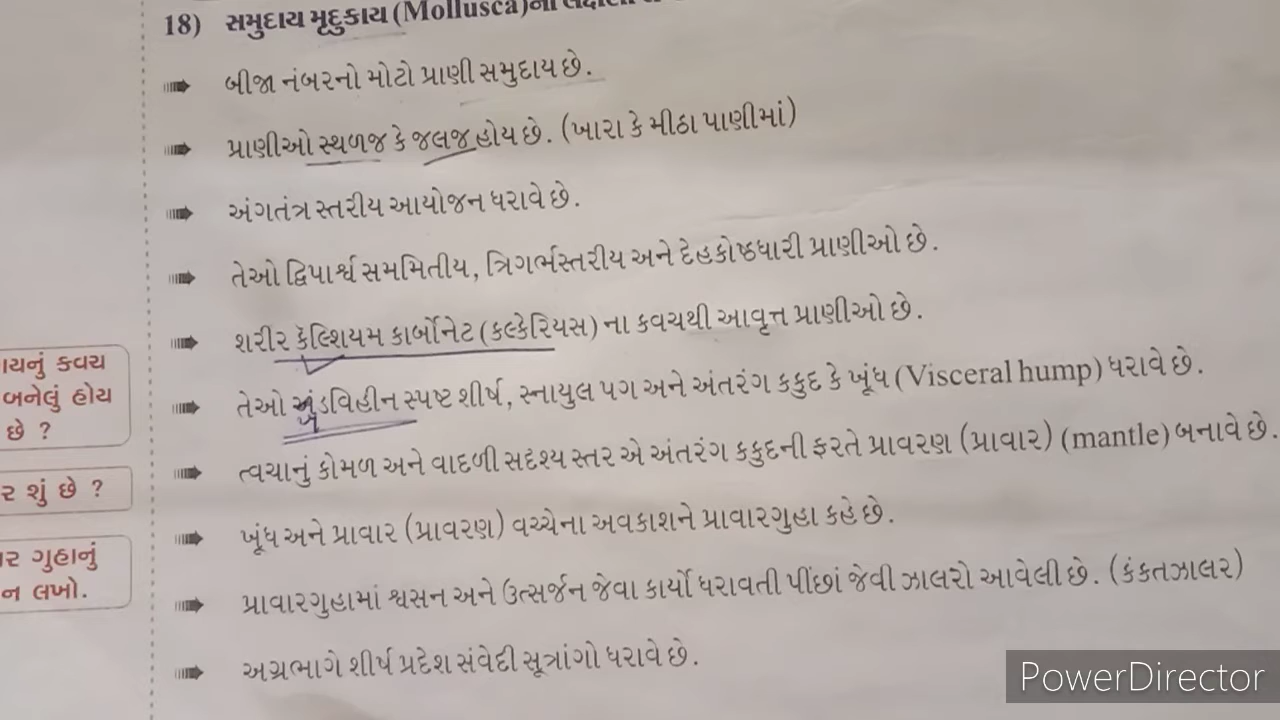 18) સમુદાય મૃદુકાય (Mollusca)ના
બીજા નંબરનો મોટો પ્રાણી સમુદાય છે.
પ્રાણીઓ સ્થળજ કે જલજ હોય છે. (ખારા કે મીઠા પાણીમાં)
અંગતંત્ર સ્તરીય આયોજન ધરાવે છે.
તેઓ દ્વિપાર્શ્વ સમમિતીય, ત્રિગર્ભસ્તરીય અને દેહકોષ્ઠધારી પ્રાણીઓ છે.
શરીર કેલ્શિયમ કાર્બોનેટ (કલ્કેરિયસ) ના કવચથી આવૃત્ત પ્રાણીઓ છે.
તેઓ ખંડવિહીન સ્પષ્ટ શીર્ષ, સ્નાયુલ પગ અને અંતરંગ કકુદ કે ખૂંધ (Visceral hump) ધરાવે છે.
ત્વચાનું કોમળ અને વાદળી સદૃશ્ય સ્તર એ અંતરંગ કકુદની ફરતે પ્રાવરણ (પ્રાવાર) (mantle) બનાવે છે.
ખૂંધ અને પ્રાવાર (પ્રાવરણ) વચ્ચેના અવકાશને પ્રાવારગુહા કહે છે.
પ્રાવારગુહામાં શ્વસન અને ઉત્સર્જન જેવા કાર્યો ધરાવતી પીંછાં જેવી ઝાલરો આવેલી છે. (કંકતઝાલર)
અગ્રભાગે શીર્ષ પ્રદેશ સંવેદી સૂત્રાંગો ધરાવે છે.
ાયનું કવચ
બનેલું હોય
છે ?
ર શું છે ?
ાર ગુહાનું
ન લખો.
PowerDirector